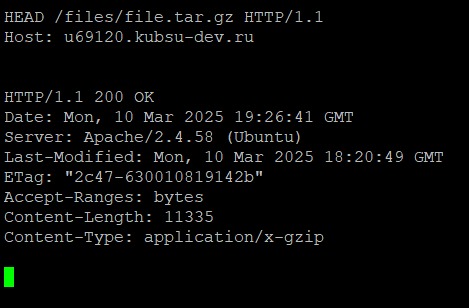 HEAD /files/file.tar.gz HTTP/1.1
Host: u69120.kubsu-dev.ru
HTTP/1.1 200 OK
Date: Mon, 10 Mar 2025 19:26:41 GMT
Server: Apache/2.4.58 (Ubuntu)
Last-Modified: Mon, 10 Mar 2025 18:20:49 GMT
ETag: "2c47-630010819142b"
Accept-Ranges: bytes
Content-Length: 11335
Content-Type: application/x-gzip